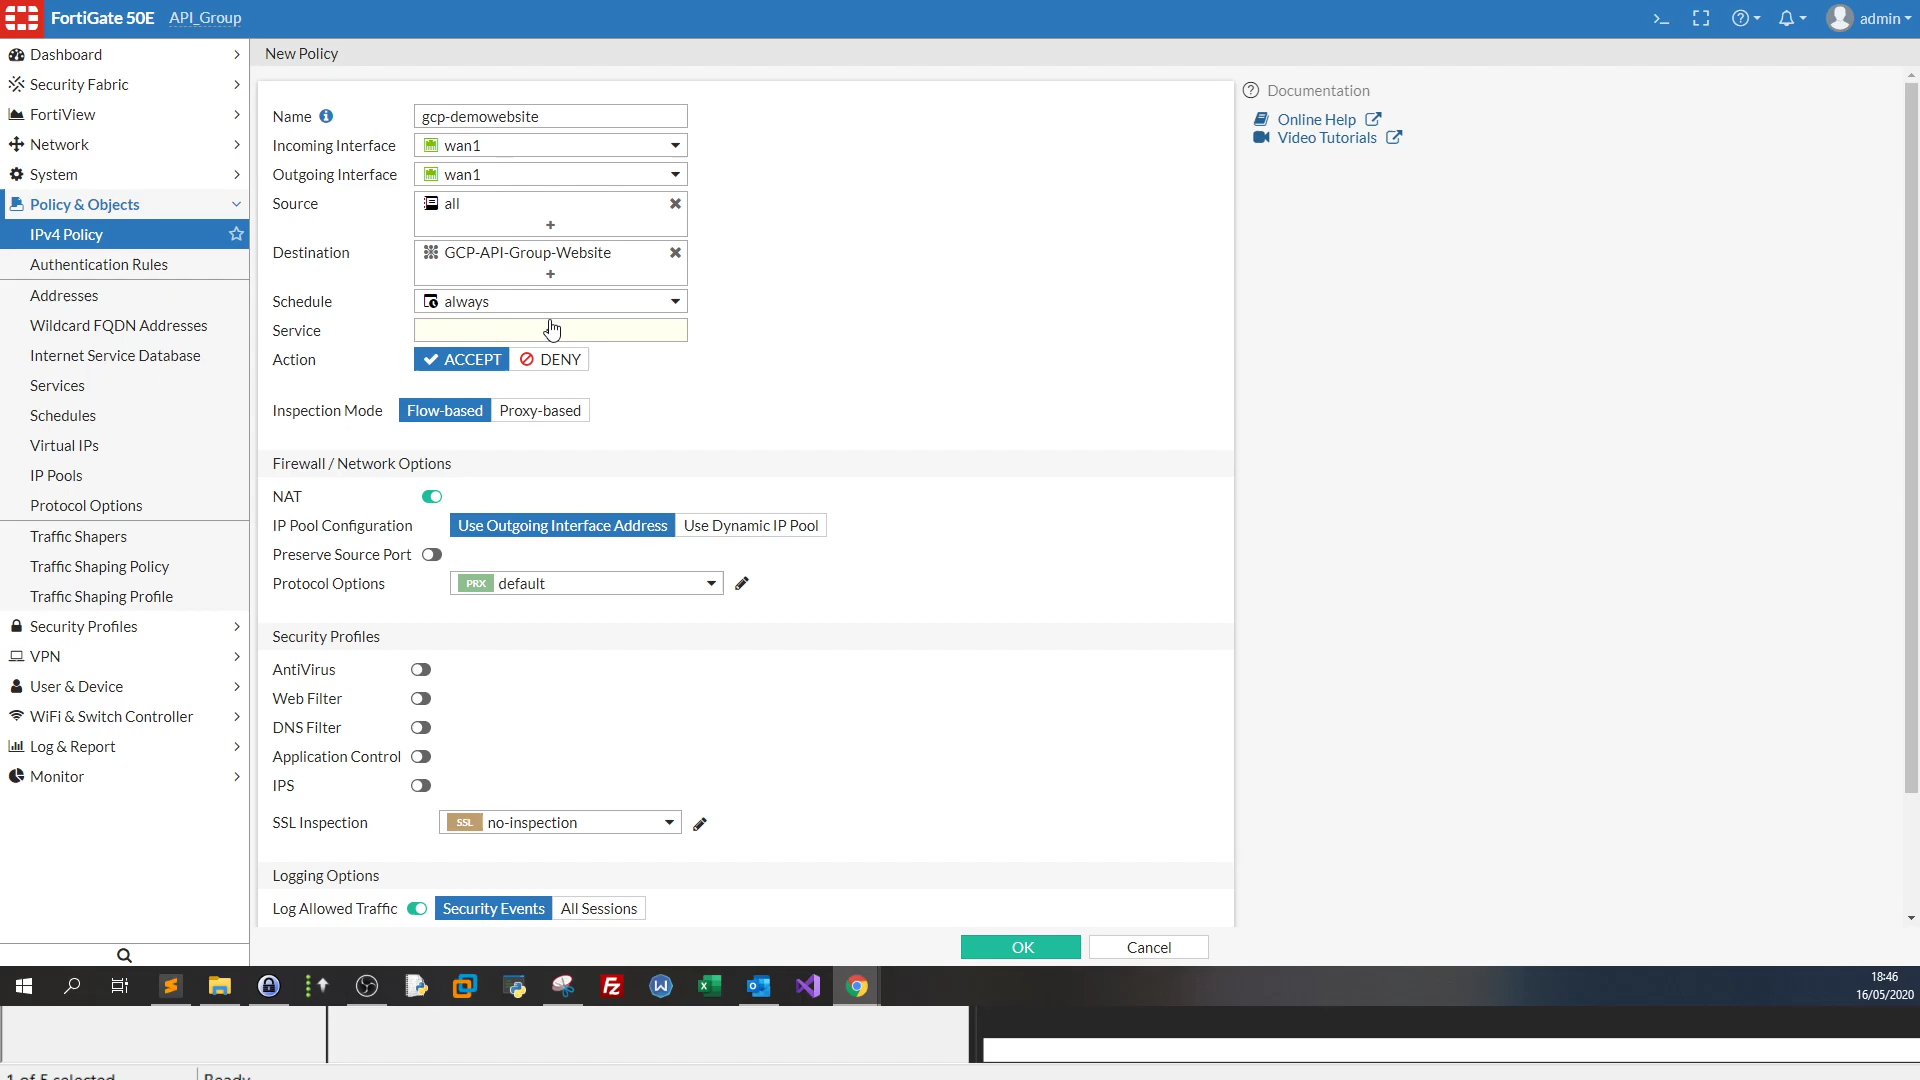 FortiGate 50E API_Group
admin
Dashboard
Security Fabric
FortiView
Network
System
Policy & Objects
IPv4 Policy
Authentication Rules
Addresses
Wildcard FQDN Addresses
Internet Service Database
Services
Schedules
Virtual IPs
IP Pools
Protocol Options
Traffic Shapers
Traffic Shaping Policy
Traffic Shaping Profile
Security Profiles
VPN
User & Device
WiFi & Switch Controller
Log & Report
Monitor
New Policy
Name gcp-demowebsite
Incoming Interface wan1
Outgoing Interface wan1
Source all
+
Destination GCP-API-Group-Website
+
Schedule always
Service
Action ACCEPT DENY
Inspection Mode Flow-based Proxy-based
Firewall / Network Options
NAT
IP Pool Configuration Use Outgoing Interface Address Use Dynamic IP Pool
Preserve Source Port
Protocol Options PRX default
Security Profiles
AntiVirus
Web Filter
DNS Filter
Application Control
IPS
SSL Inspection SSL no-inspection
Logging Options
Log Allowed Traffic Security Events All Sessions
OK Cancel
Documentation
Online Help
Video Tutorials
18:46
16/05/2020
1 of 5 selected Ready